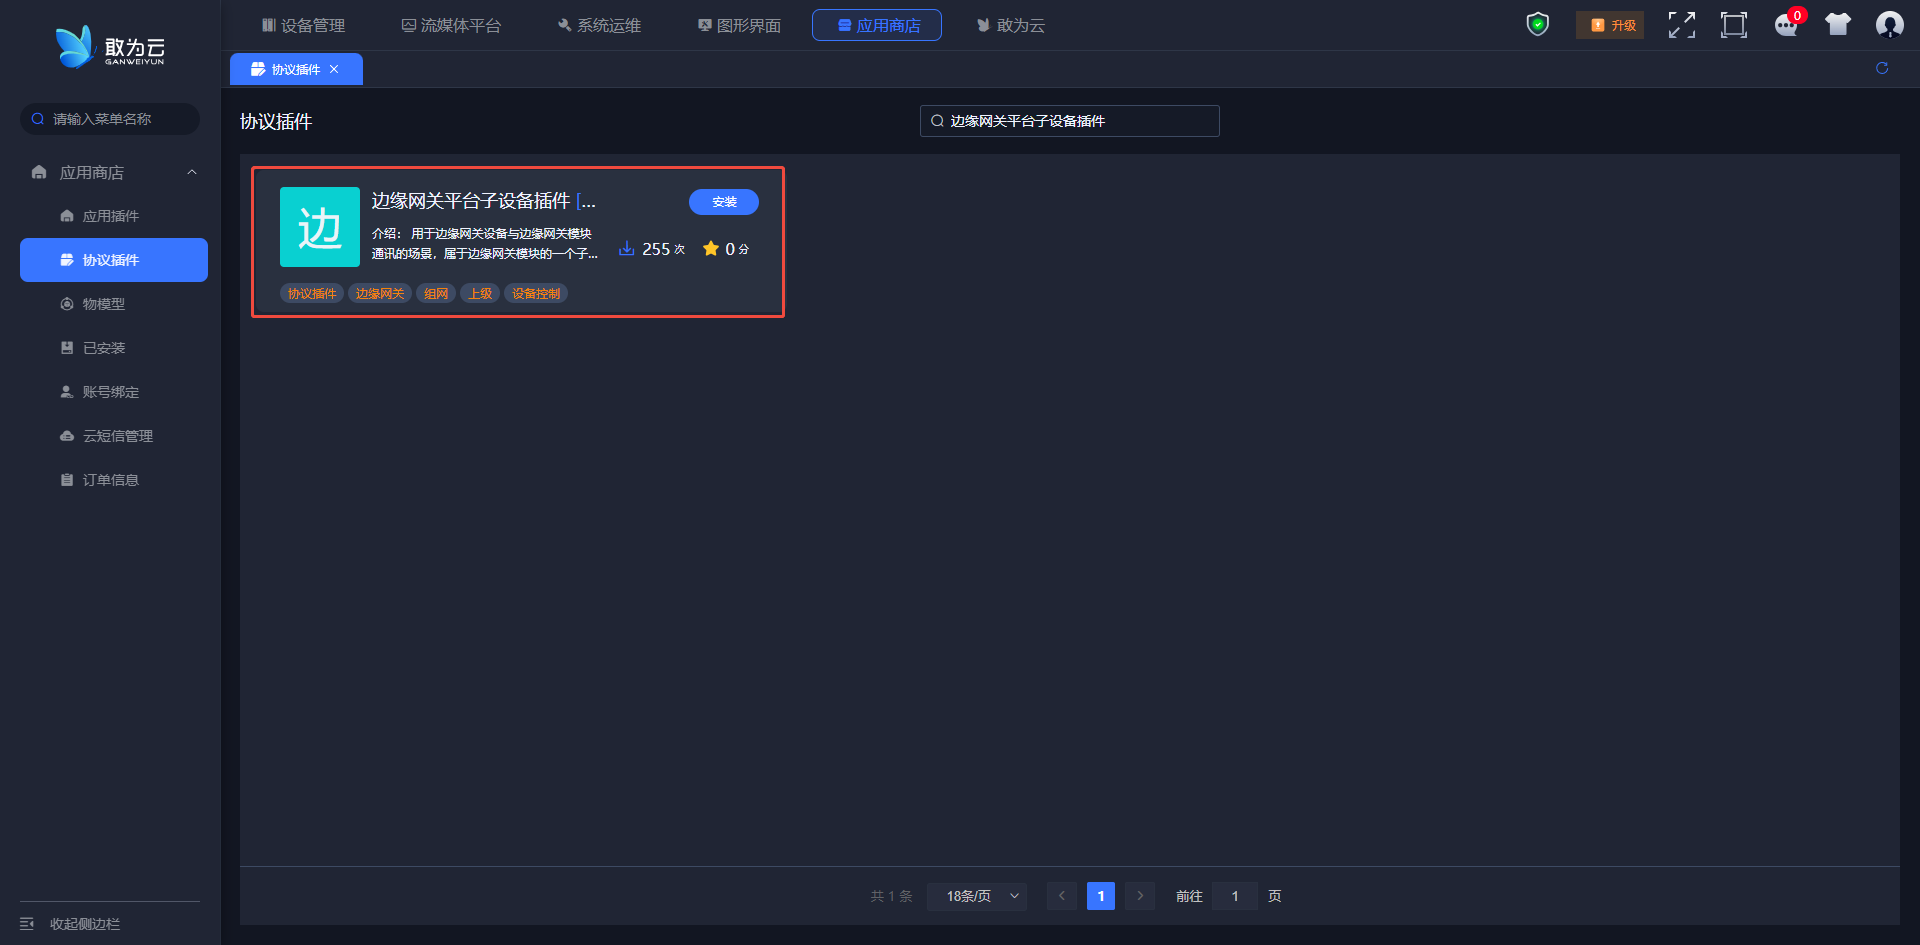 敢为云
GANWEIYUN
设备管理
流媒体平台
系统运维
图形界面
应用商店
敢为云
升级
0
协议插件
请输入菜单名称
应用商店
应用插件
协议插件
物模型
已安装
账号绑定
云短信管理
订单信息
收起侧边栏
协议插件
边缘网关平台子设备插件
边
边缘网关平台子设备插件 [...
安装
介绍： 用于边缘网关设备与边缘网关模块
通讯的场景，属于边缘网关模块的一个子...
255 次
0 分
协议插件
边缘网关
组网
上级
设备控制
共 1 条
18条/页
1
前往
1
页